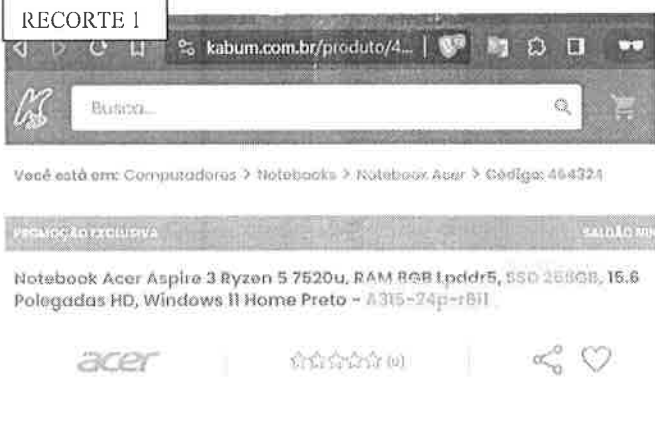 RECORTE 1
kabum.com.br/produto/4... |
Busca...
Você está em: Computadores > Notebooks > Notebook Acer > Código: 464324
PROMOÇÃO EXCLUSIVA
SALDÃO NIN
Notebook Acer Aspire 3 Ryzen 5 7520u, RAM 8GB Lpddr5, SSD 256GB, 15.6
Polegadas HD, Windows 11 Home Preto - A315-24p-r611
acer
(0)